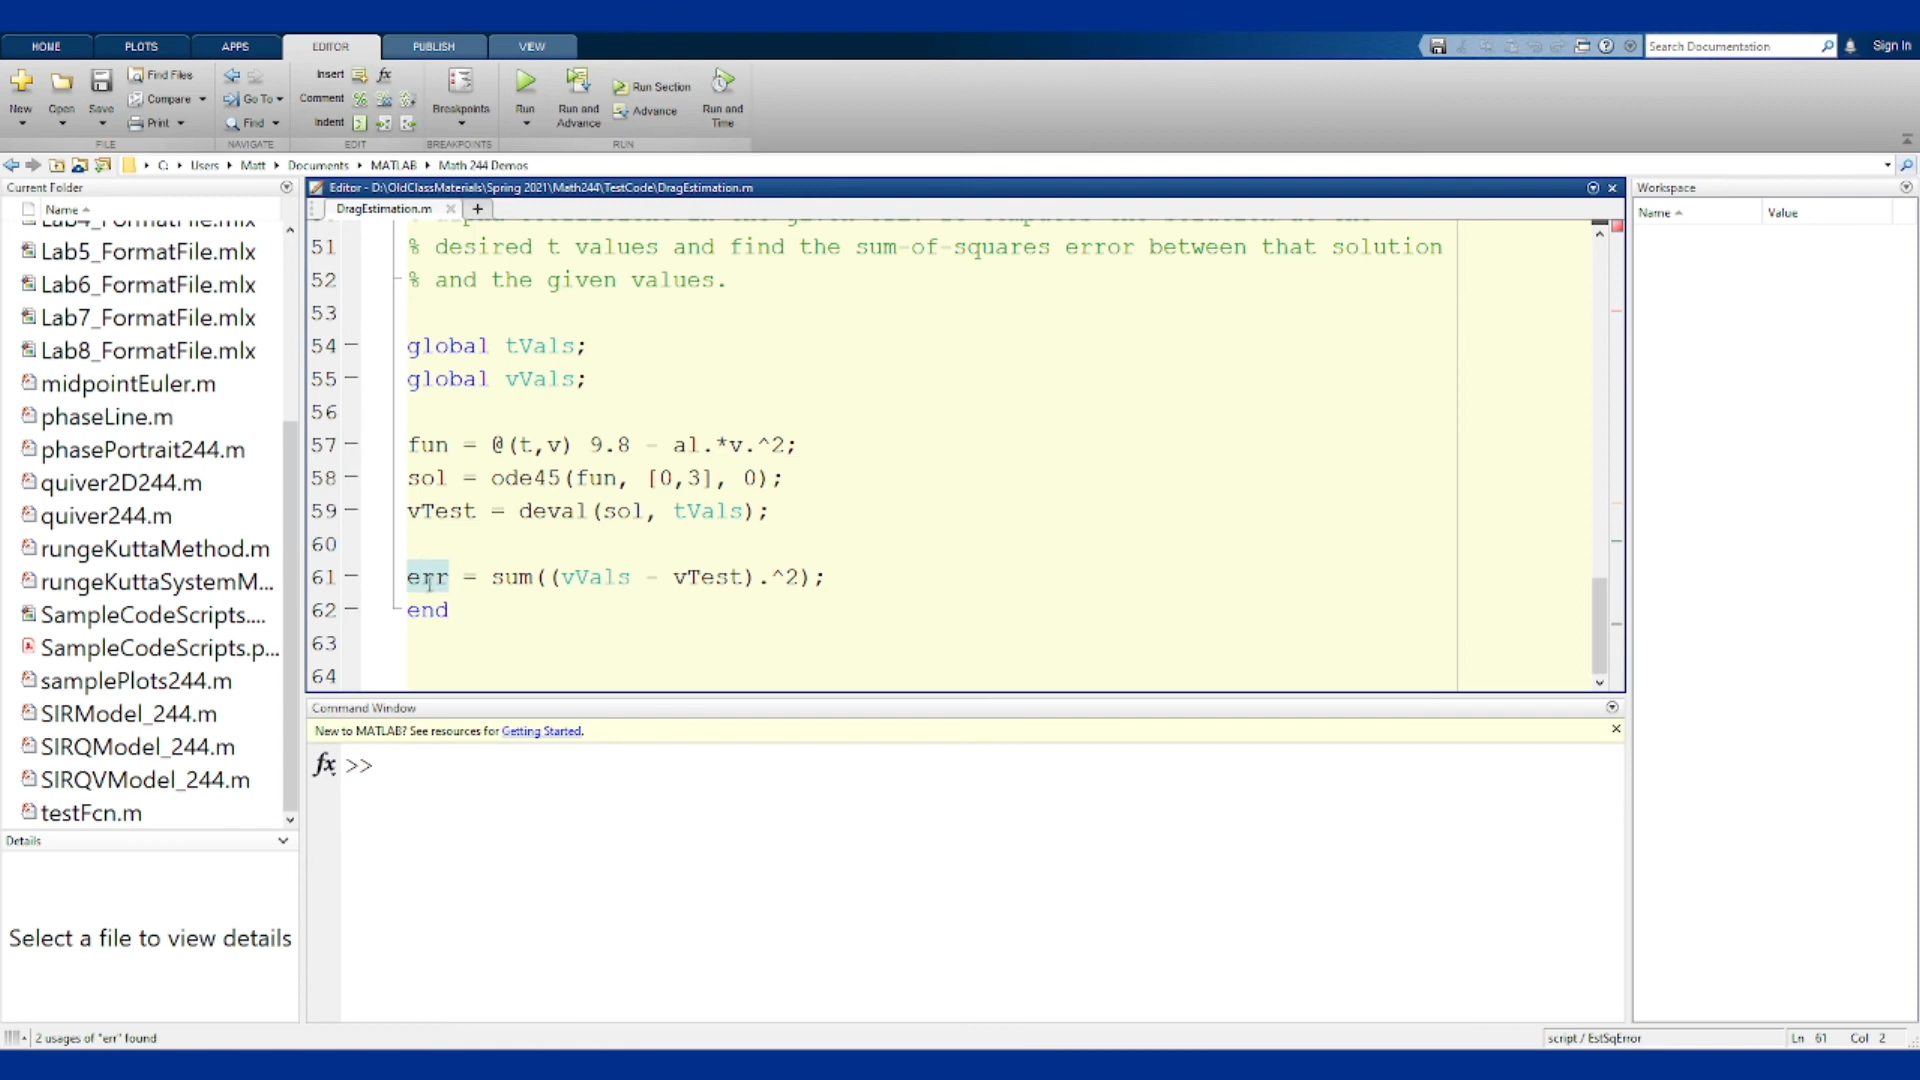 HOME PLOTS APPS EDITOR PUBLISH VIEW
Search Documentation
Sign In
New
Open
Save
Find Files
Compare
Print
FILE
Go To
Find
NAVIGATE
Insert
Comment
Indent
EDIT
Breakpoints
BREAKPOINTS
Run
Run and Advance
Run Section
Advance
Run and Time
RUN
C: Users Matt Documents MATLAB Math 244 Demos
Current Folder
Name
Lab4_FormatFile.mlx
Lab5_FormatFile.mlx
Lab6_FormatFile.mlx
Lab7_FormatFile.mlx
Lab8_FormatFile.mlx
midpointEuler.m
phaseLine.m
phasePortrait244.m
quiver2D244.m
quiver244.m
rungeKuttaMethod.m
rungeKuttaSystemM...
SampleCodeScripts....
SampleCodeScripts.p...
samplePlots244.m
SIRModel_244.m
SIRQModel_244.m
SIRQVModel_244.m
testFcn.m
Details
Select a file to view details
Editor - D:\OldClassMaterials\Spring 2021\Math244\TestCode\DragEstimation.m
DragEstimation.m
51 % desired t values and find the sum-of-squares error between that solution
52 % and the given values.
53
54 global tVals;
55 global vVals;
56
57 fun = @(t,v) 9.8 - al.*v.^2;
58 sol = ode45(fun, [0,3], 0);
59 vTest = deval(sol, tVals);
60
61 err = sum((vVals - vTest).^2);
62 end
63
64
Command Window
New to MATLAB? See resources for Getting Started.
fx >>
Workspace
Name Value
2 usages of "err" found
script / EstSqError
Ln 61 Col 2